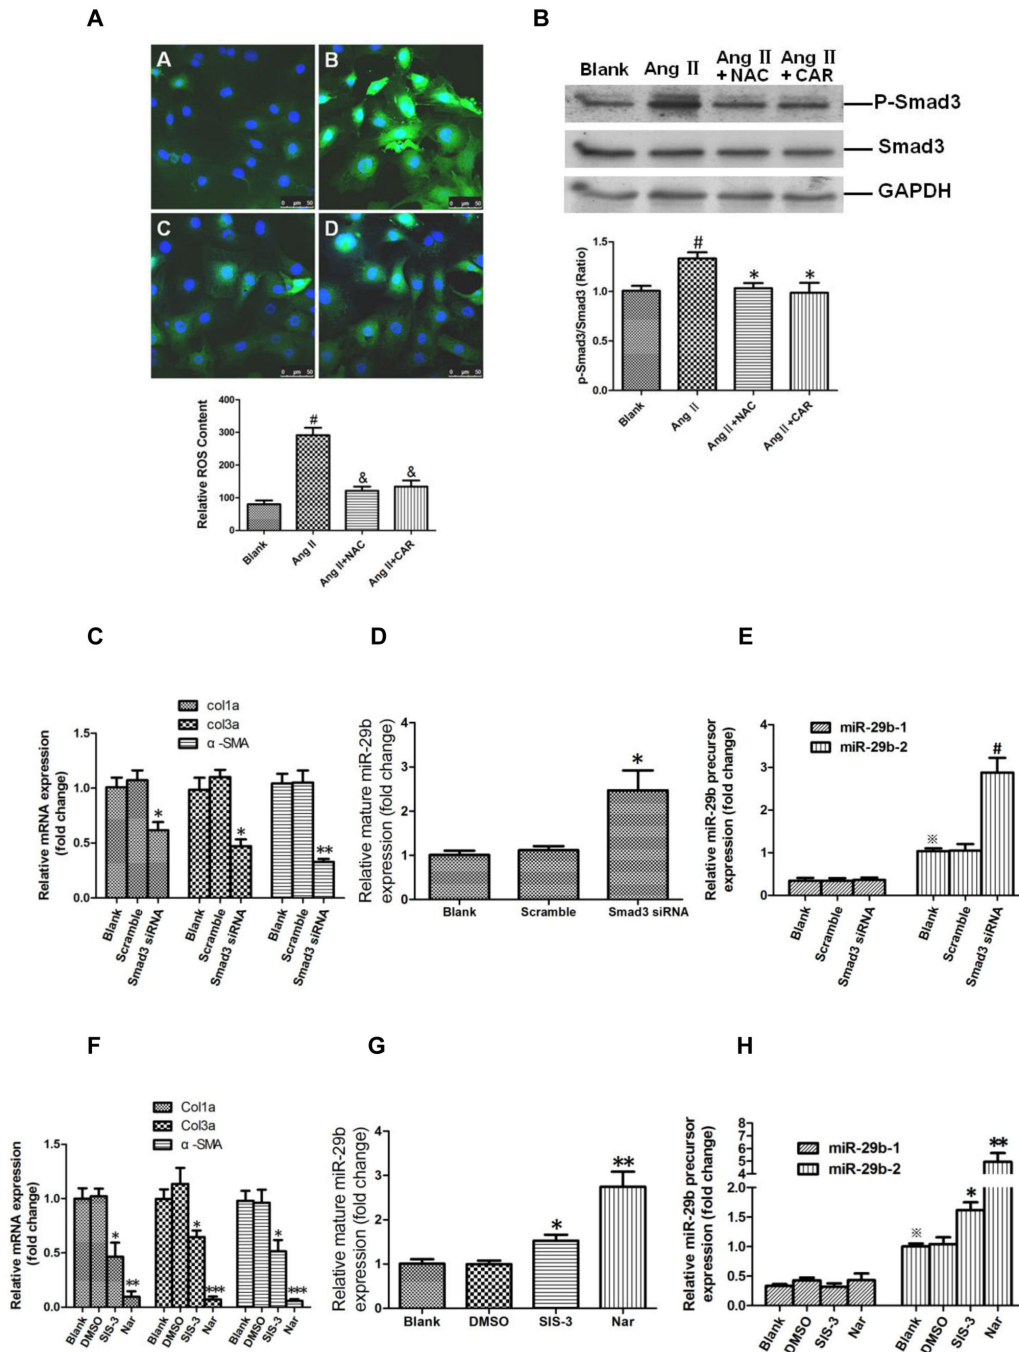 A
A
B
C
D
0 µm 50
0 µm 50
0 µm 50
0 µm 50
Relative ROS Content
400
300
200
100
0
#
&
&
Blank
Ang II
Ang II+NAC
Ang II+CAR
B
Blank
Ang II
Ang II + NAC
Ang II + CAR
P-Smad3
Smad3
GAPDH
p-Smad3/Smad3 (Ratio)
1.5
1.0
0.5
0.0
#
*
*
Blank
Ang II
Ang II+NAC
Ang II+CAR
C
col1a
col3a
α-SMA
Relative mRNA expression
(fold change)
1.5
1.0
0.5
0.0
*
*
**
Blank
Scramble
Smad3 siRNA
Blank
Scramble
Smad3 siRNA
Blank
Scramble
Smad3 siRNA
D
Relative mature miR-29b
expression (fold change)
4
3
2
1
0
*
Blank
Scramble
Smad3 siRNA
E
miR-29b-1
miR-29b-2
Relative miR-29b precursor
expression (fold change)
4
3
2
1
0
※
#
Blank
Scramble
Smad3 siRNA
Blank
Scramble
Smad3 siRNA
F
Col1a
Col3a
α-SMA
Relative mRNA expression
(fold change)
1.5
1.0
0.5
0.0
*
**
*
***
*
***
Blank
DMSO
SIS-3
Nar
Blank
DMSO
SIS-3
Nar
Blank
DMSO
SIS-3
Nar
G
Relative mature miR-29b
expression (fold change)
4
3
2
1
0
*
**
Blank
DMSO
SIS-3
Nar
H
miR-29b-1
miR-29b-2
Relative miR-29b precursor
expression (fold change)
8
7
6
5
4
3
2.0
1.5
1.0
0.5
0.0
※
*
**
Blank
DMSO
SIS-3
Nar
Blank
DMSO
SIS-3
Nar